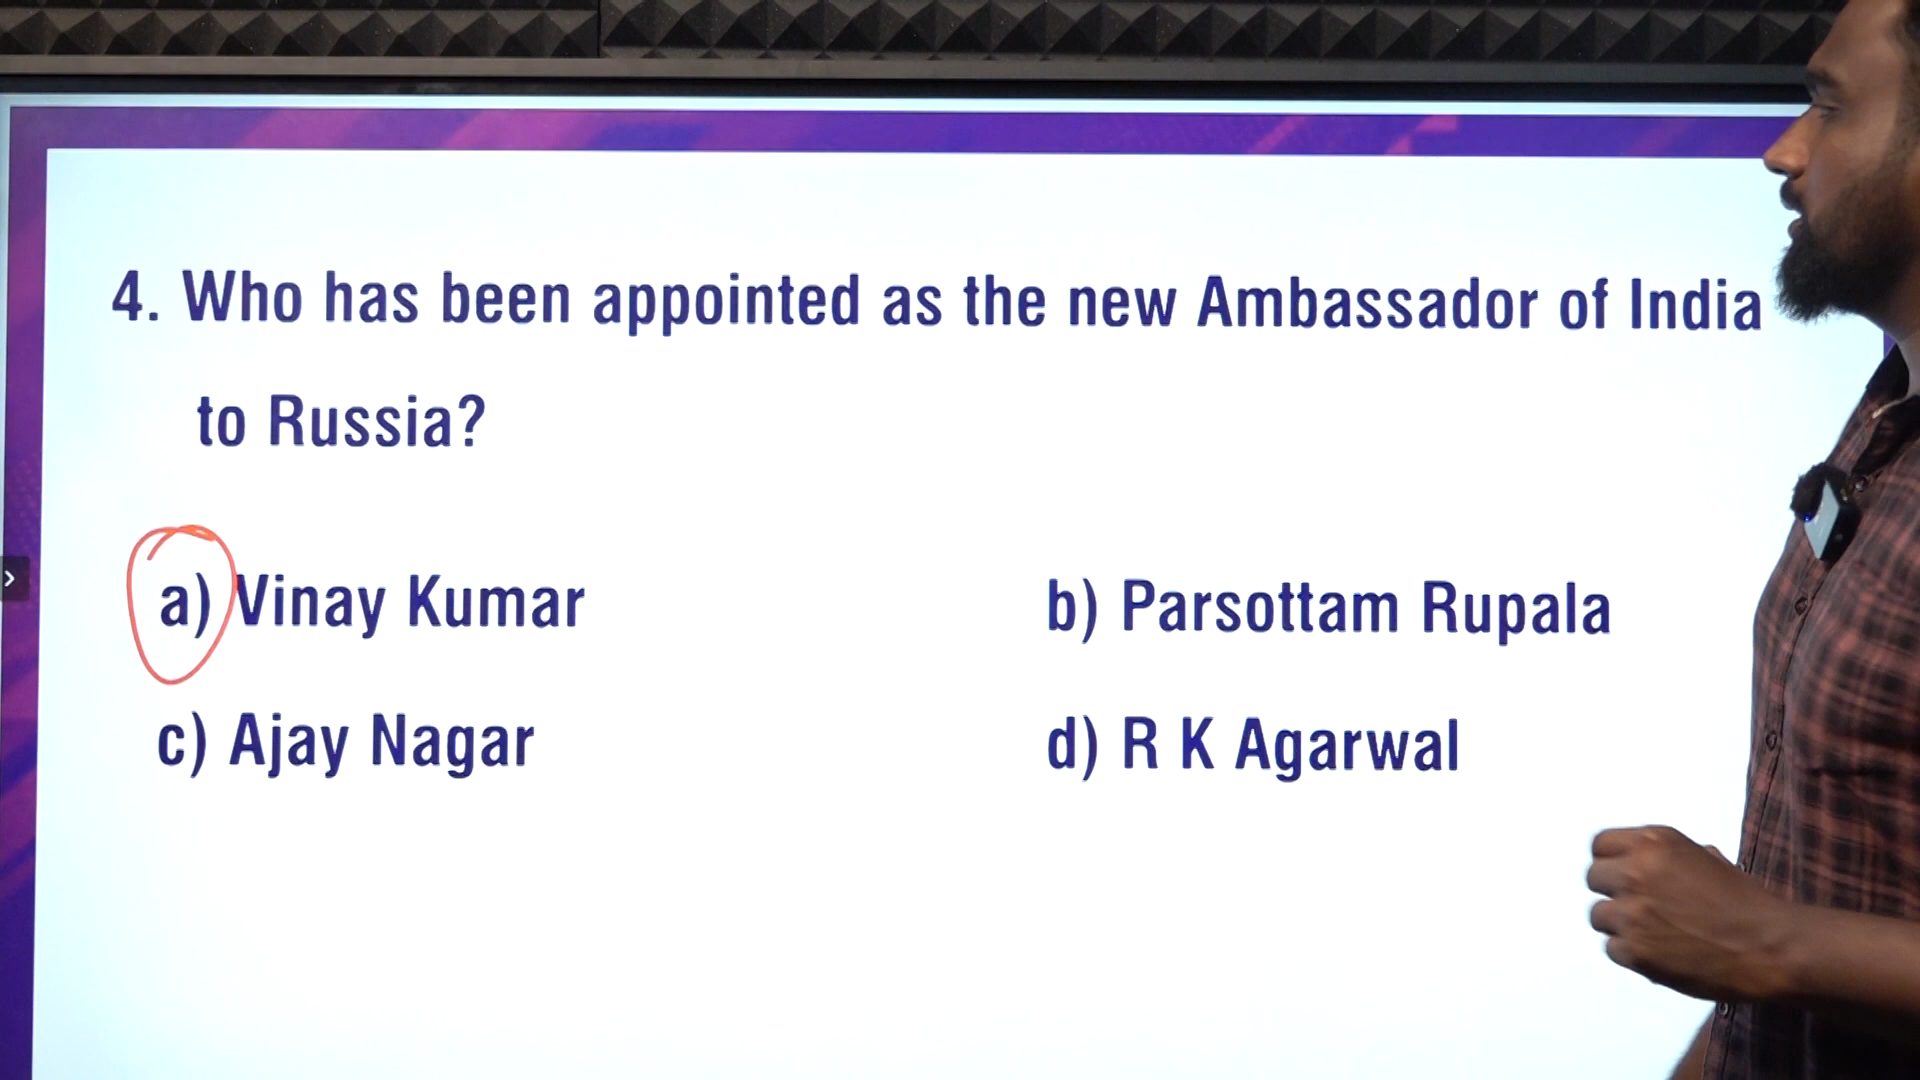 4. Who has been appointed as the new Ambassador of India
to Russia?
a) Vinay Kumar
b) Parsottam Rupala
c) Ajay Nagar
d) R K Agarwal